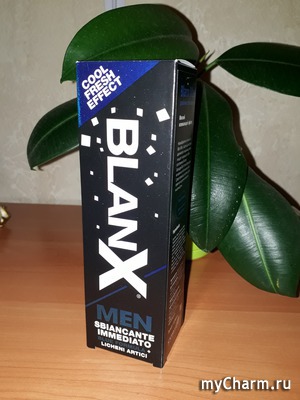 COOL
FRESH
EFFECT
BLANX®
MEN
SBIANCANTE
IMMEDIATO
LICHENI ARTICI
myCharm.ru